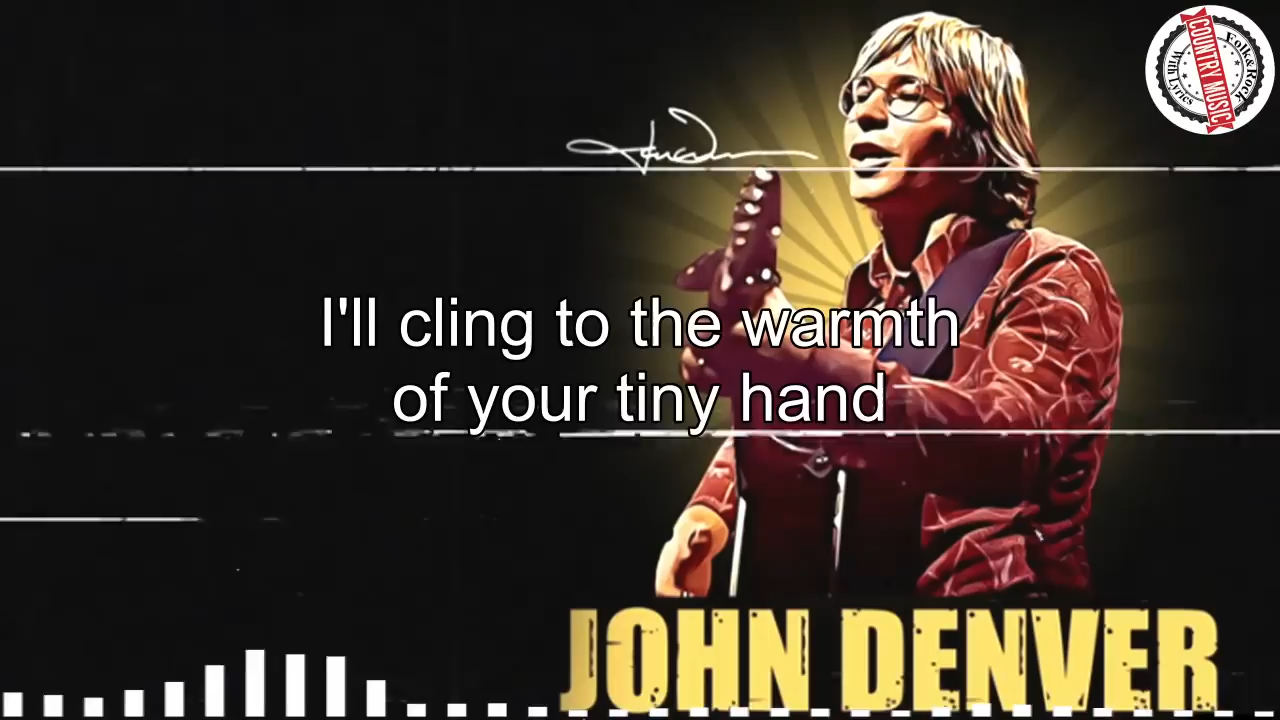 COUNTRY MUSIC
Folk&Rock
With Lyrics
I'll cling to the warmth
of your tiny hand
JOHN DENVER